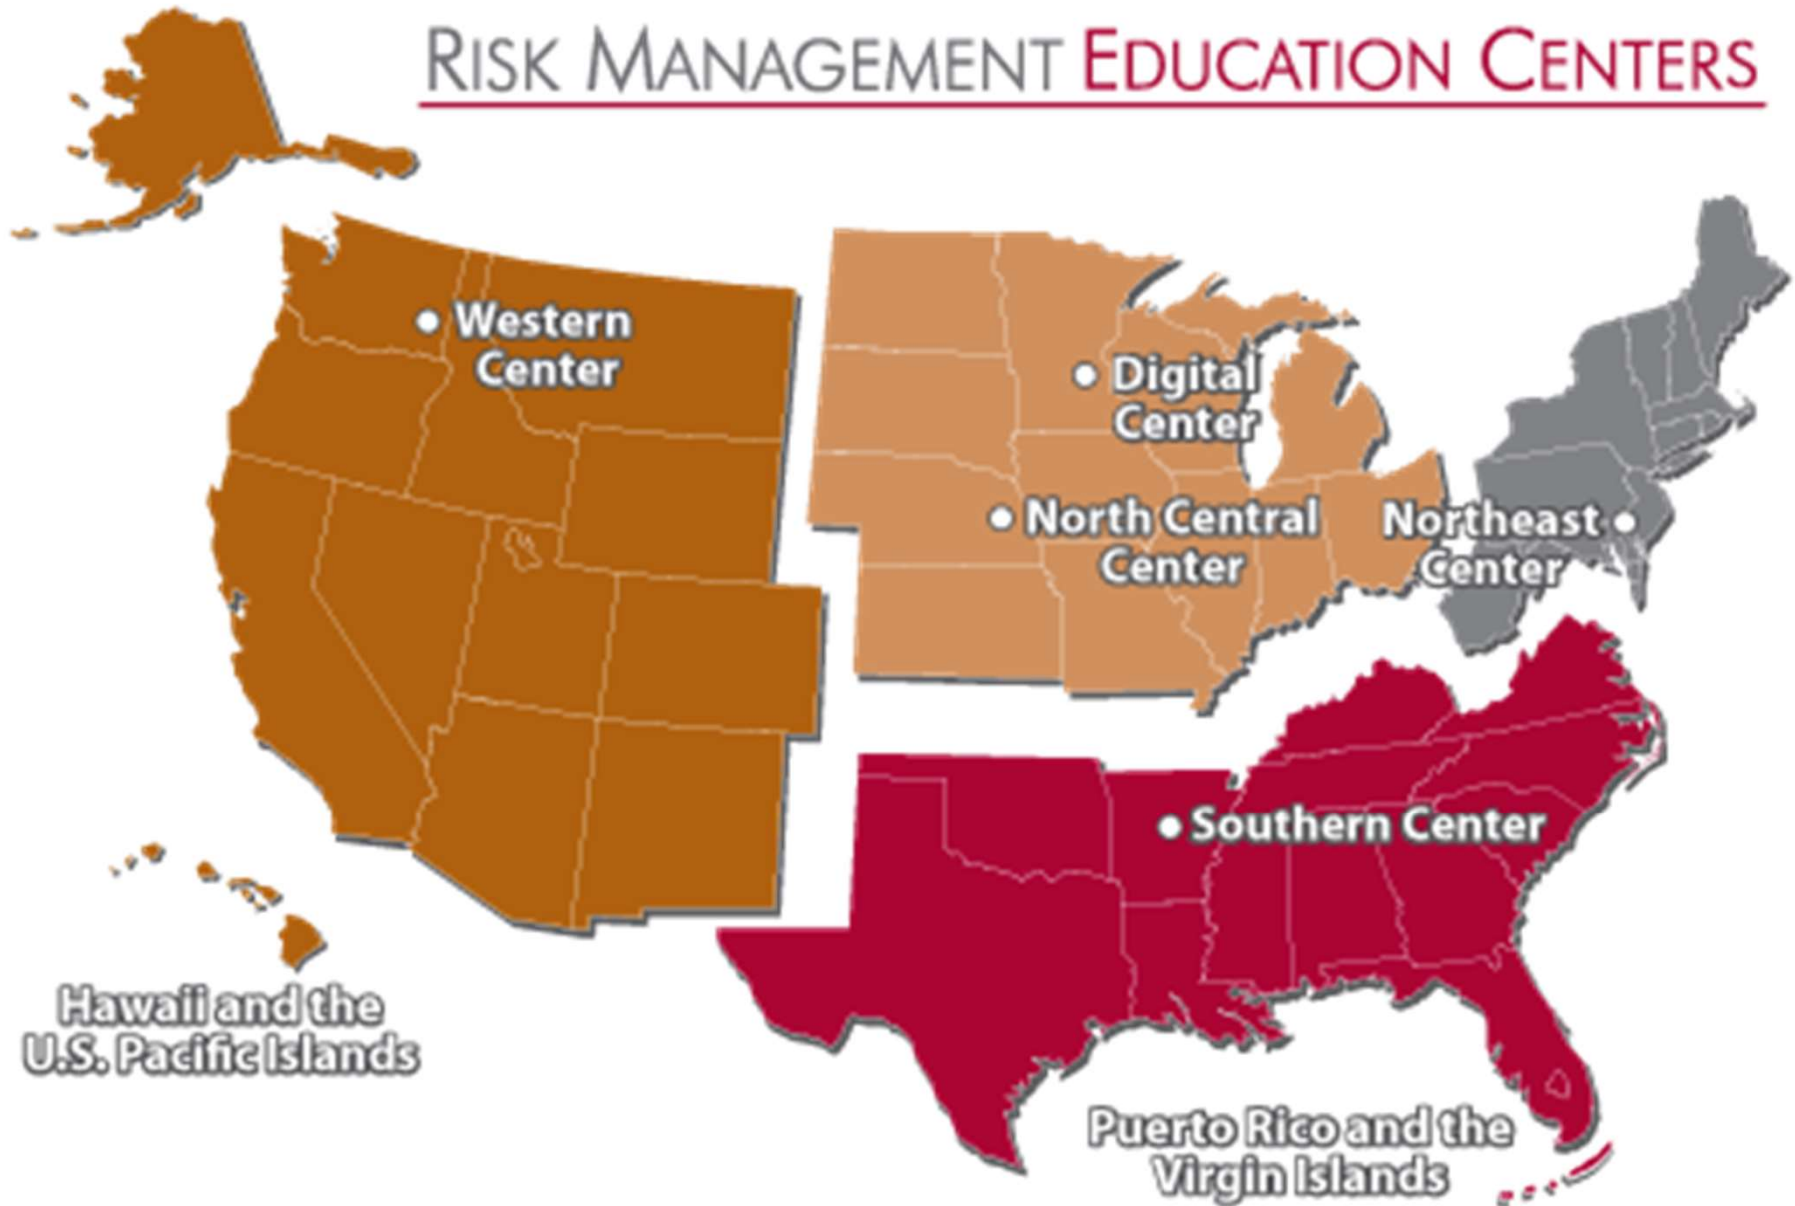 RISK MANAGEMENT EDUCATION CENTERS
Western
Center
Digital
Center
North Central
Center
Northeast
Center
Southern Center
Hawaii and the
U.S. Pacific Islands
Puerto Rico and the
Virgin Islands